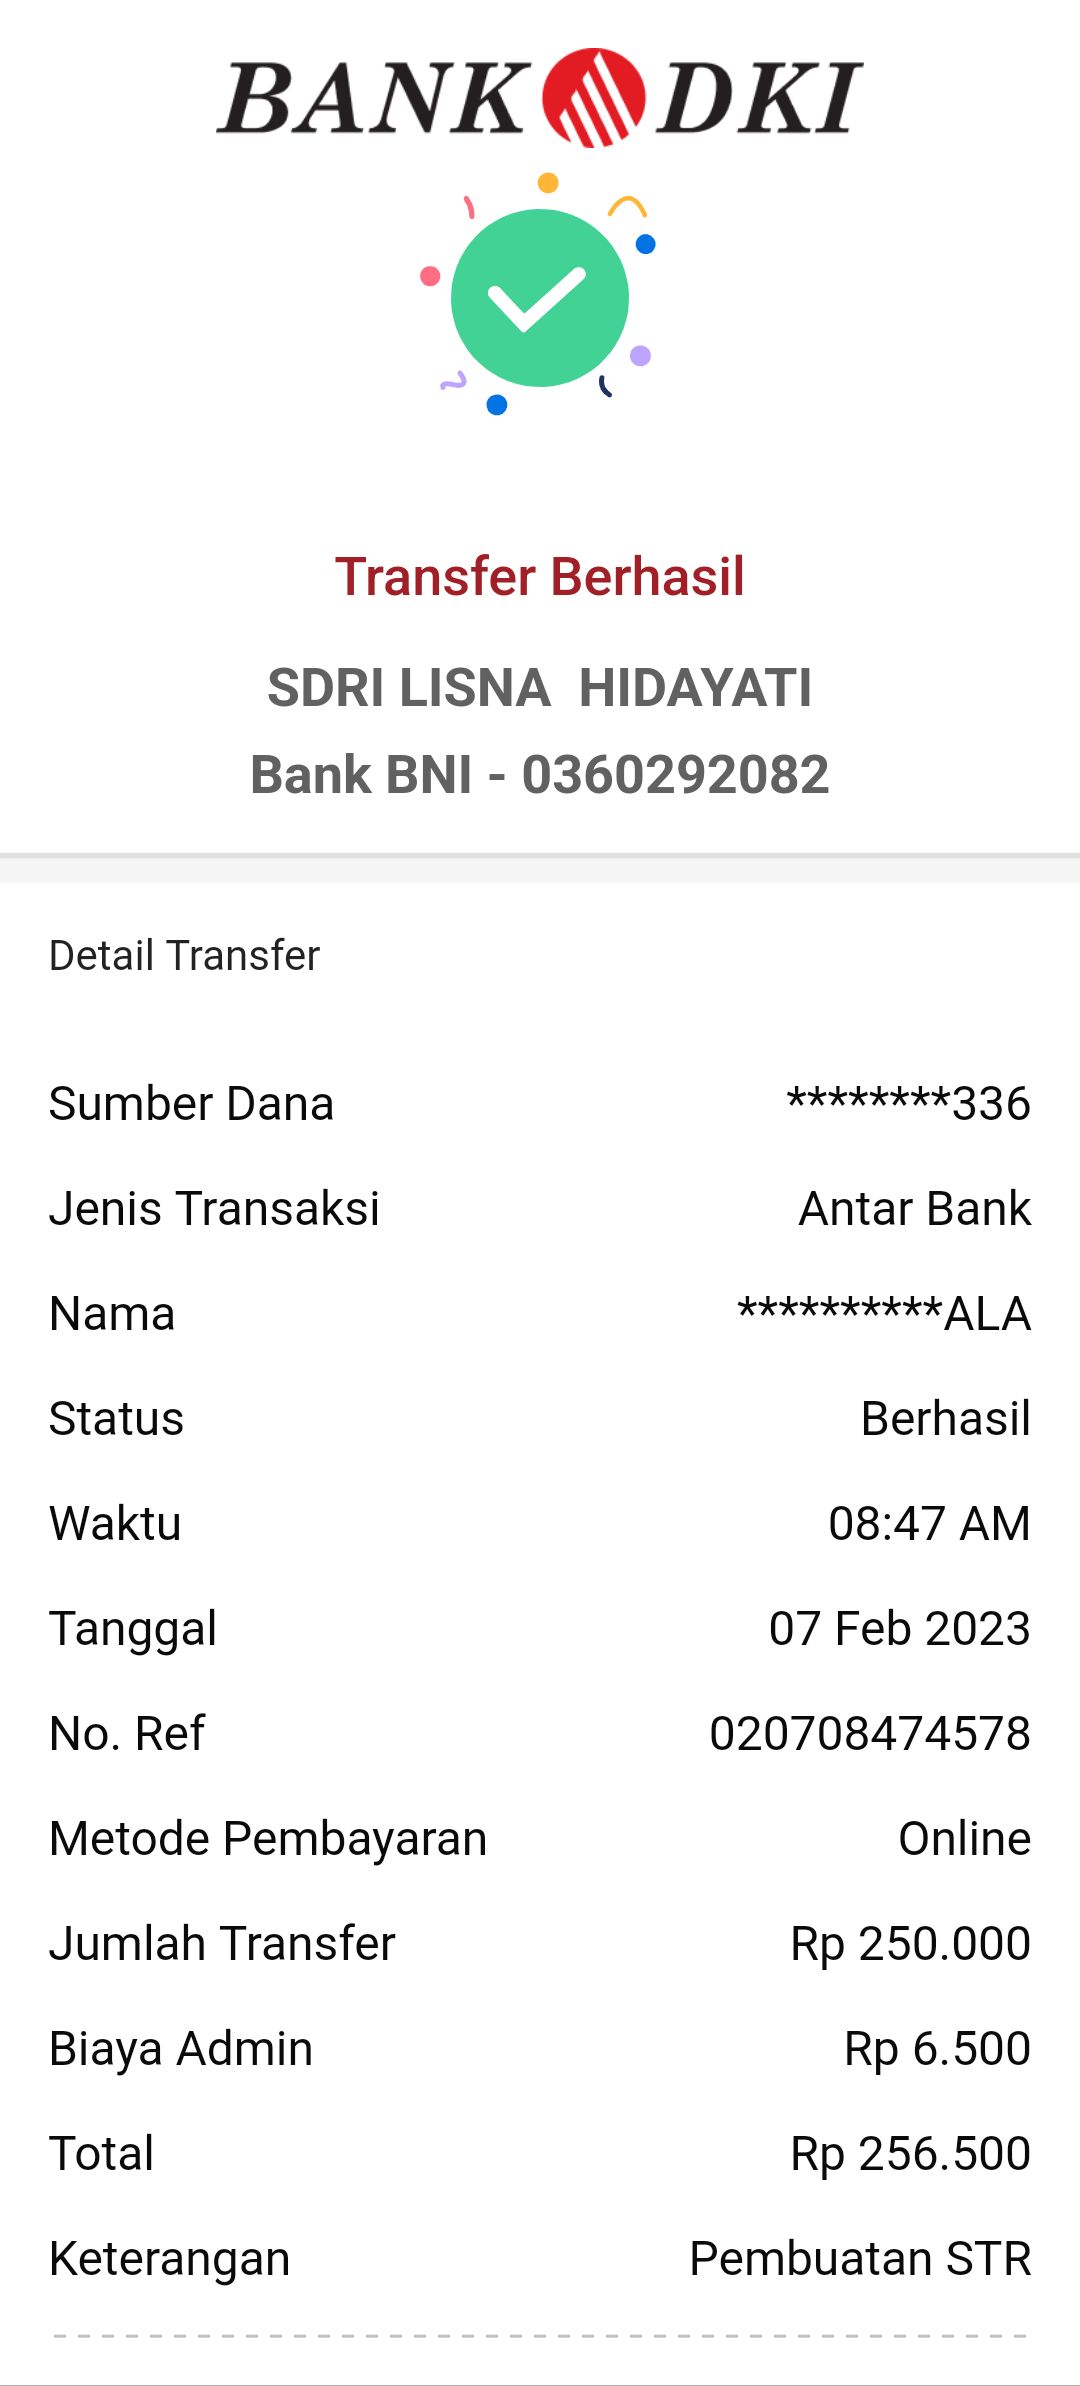 BANK DKI
Transfer Berhasil
SDRI LISNA  HIDAYATI
Bank BNI - 0360292082
Detail Transfer
Sumber Dana ********336
Jenis Transaksi Antar Bank
Nama **********ALA
Status Berhasil
Waktu 08:47 AM
Tanggal 07 Feb 2023
No. Ref 020708474578
Metode Pembayaran Online
Jumlah Transfer Rp 250.000
Biaya Admin Rp 6.500
Total Rp 256.500
Keterangan Pembuatan STR